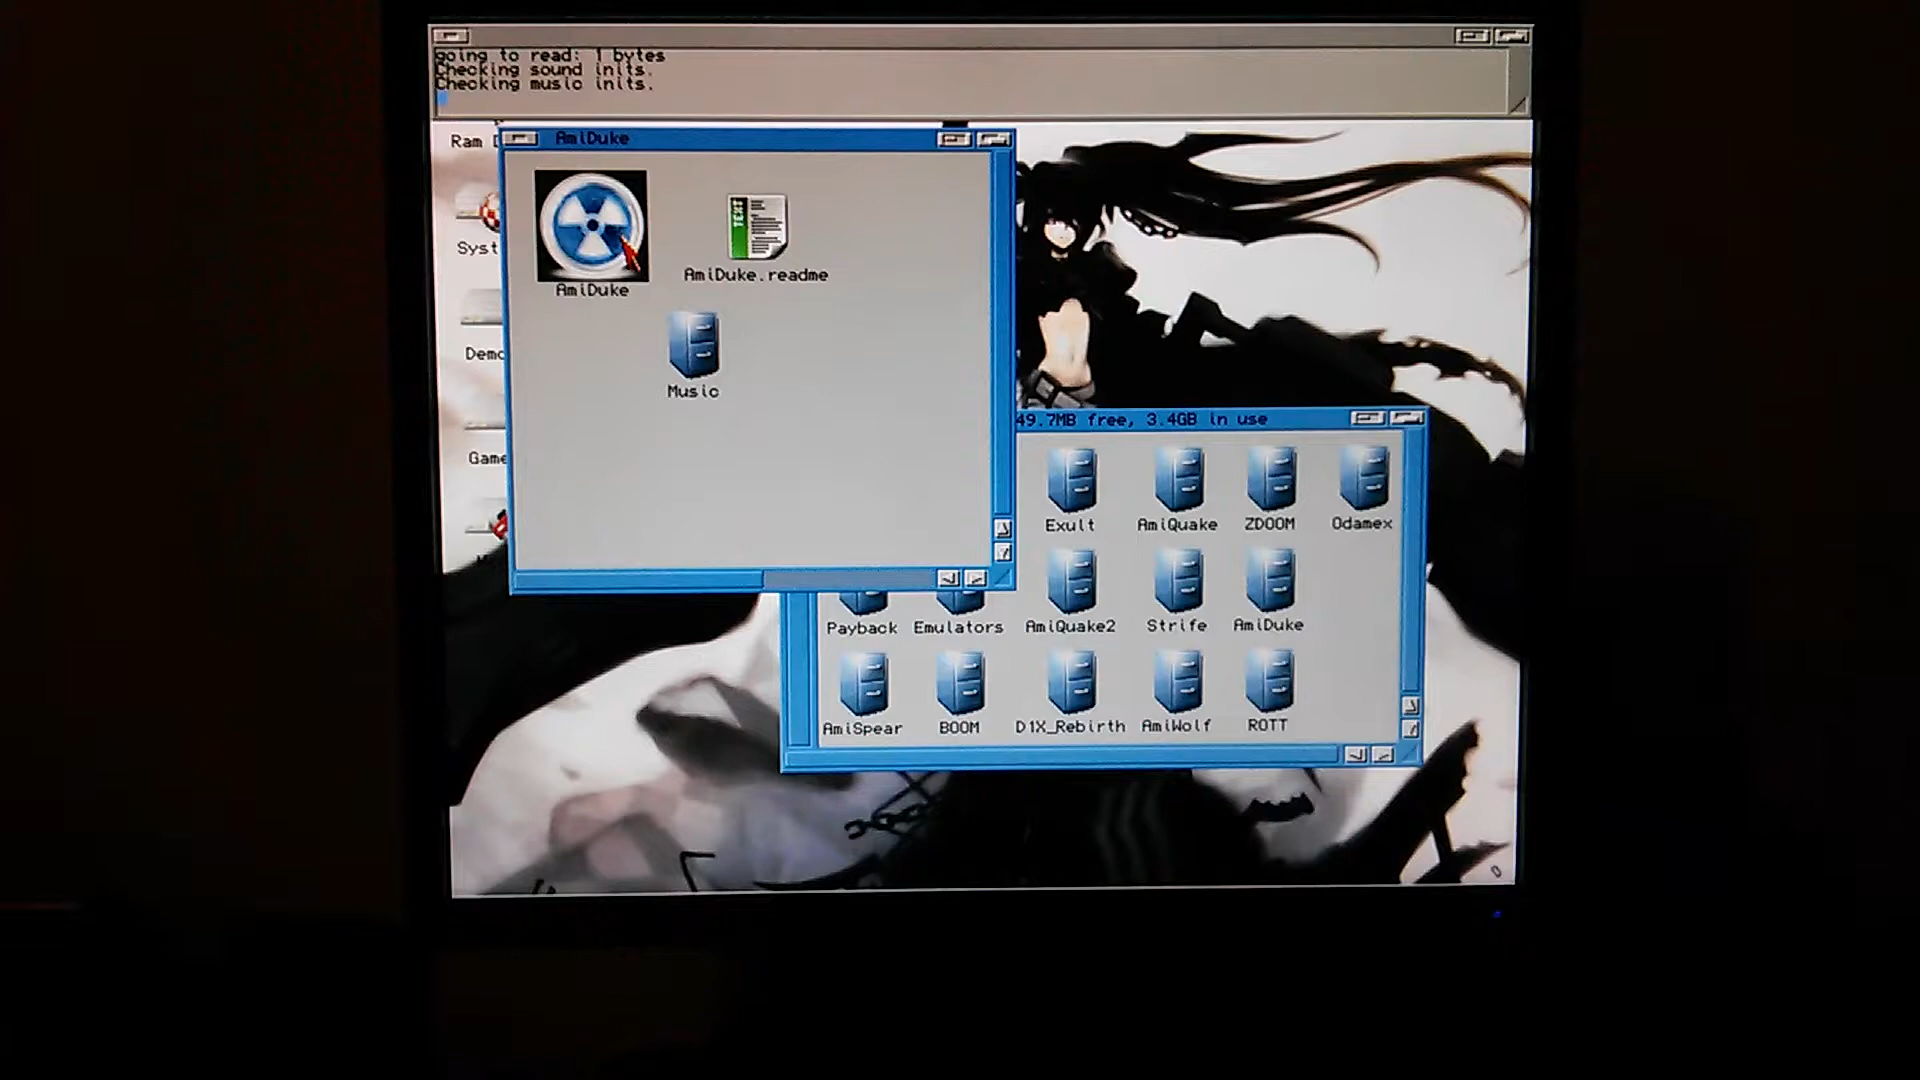 going to read: 1 bytes
Checking sound inits.
Checking music inits.
Ram
AmiDuke
Syst
TEXT
AmiDuke.readme
AmiDuke
Demo
Music
49.7MB free, 3.4GB in use
Game
Exult
AmiQuake
ZDOOM
Odamex
Payback
Emulators
AmiQuake2
Strife
AmiDuke
AmiSpear
BOOM
D1X_Rebirth
AmiWolf
ROTT